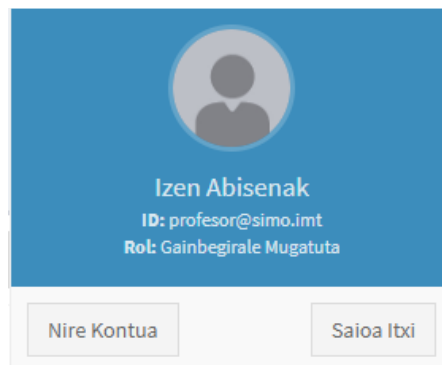 Izen Abisenak
ID: profesor@simo.imt
Rol: Gainbegirale Mugatuta
Nire Kontua
Saioa Itxi